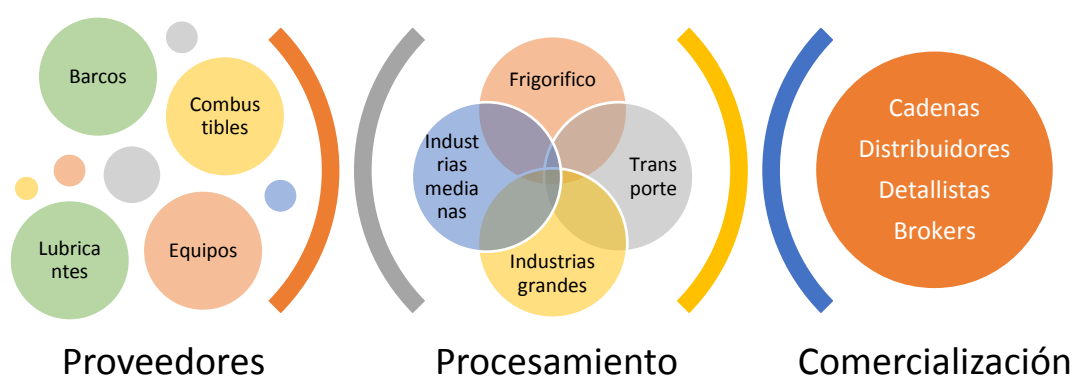 Barcos
Combus
tibles
Lubrica
ntes
Equipos
Proveedores
Frigorifico
Indust
rias
media
nas
Trans
porte
Industrias
grandes
Procesamiento
Cadenas
Distribuidores
Detallistas
Brokers
Comercialización